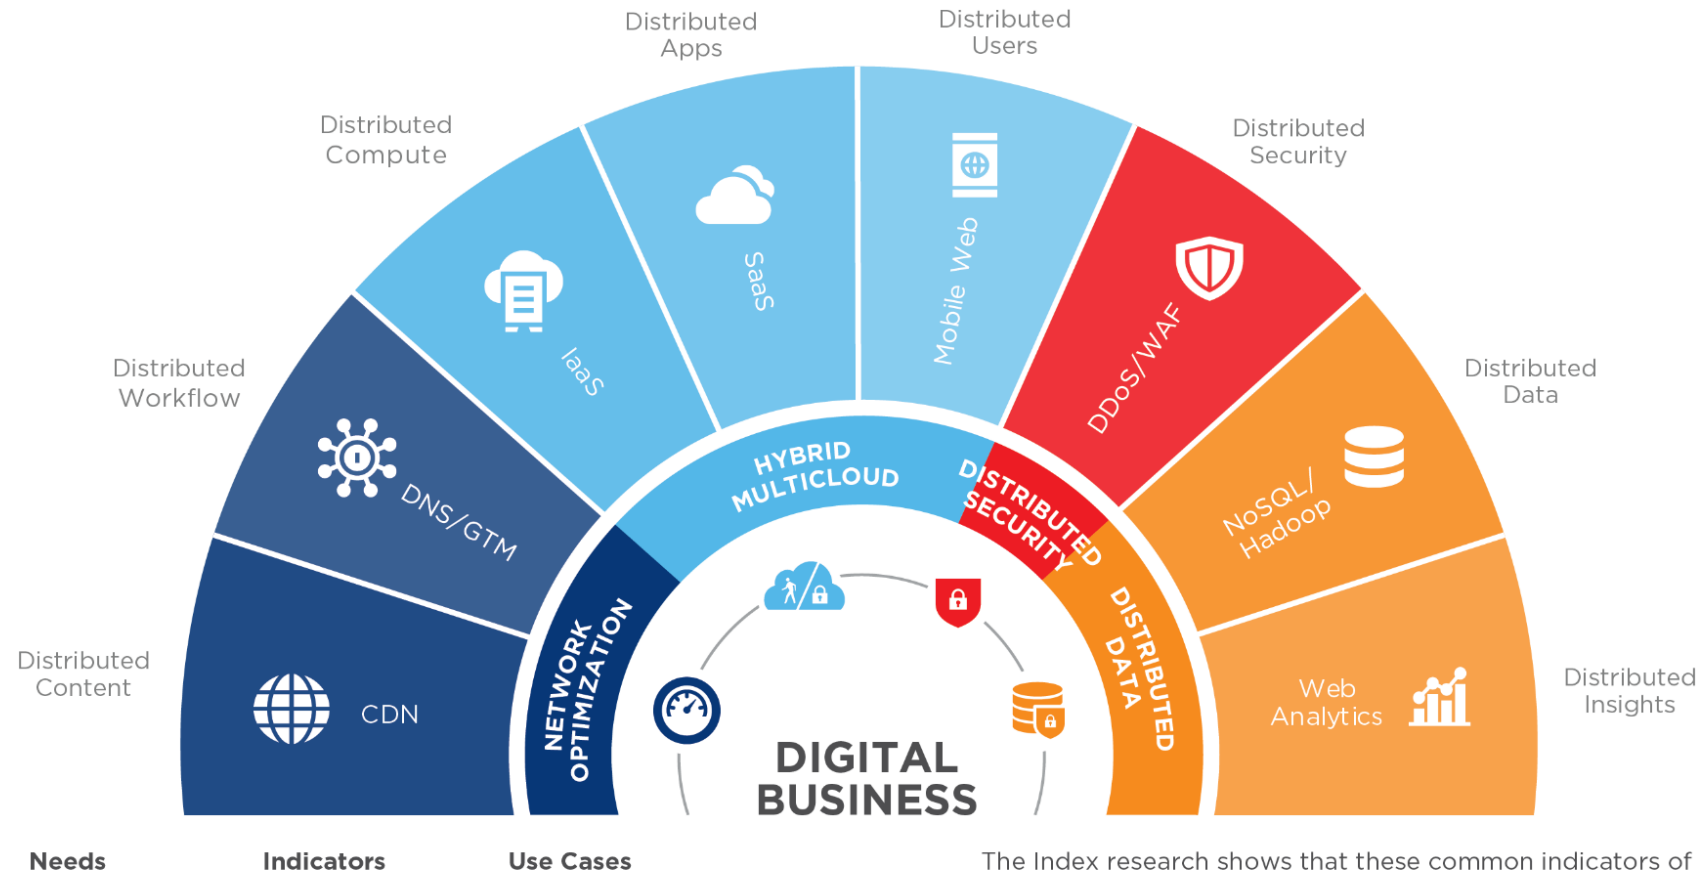 Distributed
Apps
Distributed
Users
Distributed
Compute
Distributed
Security
Distributed
Workflow
Distributed
Data
Distributed
Content
Distributed
Insights
CDN
DNS/GTM
IaaS
SaaS
Mobile Web
DDoS/WAF
NoSQL/
Hadoop
Web
Analytics
NETWORK
OPTIMIZATION
HYBRID
MULTICLOUD
DISTRIBUTED
SECURITY
DISTRIBUTED
DATA
DIGITAL
BUSINESS
Needs
Indicators
Use Cases
The Index research shows that these common indicators of